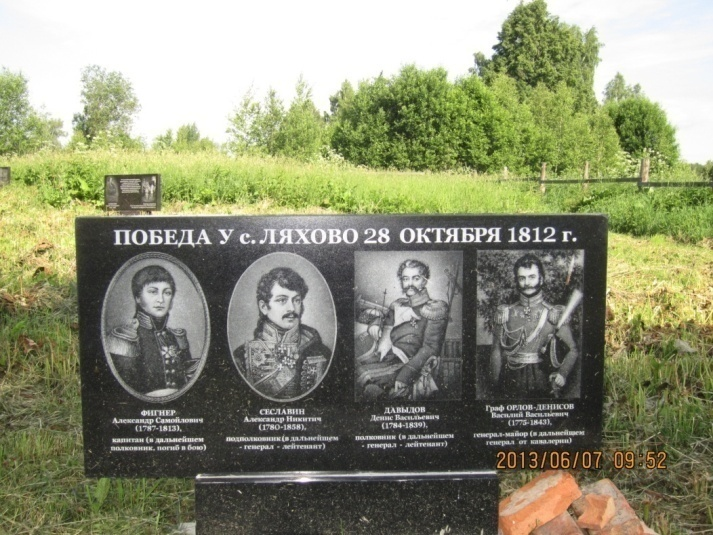 ПОБЕДА У с. ЛЯХОВО 28 ОКТЯБРЯ 1812 г.
ФИГНЕР
Александр Самойлович
(1787-1813),
капитан (в дальнейшем
полковник, погиб в бою)
СЕСЛАВИН
Александр Никитич
(1780-1858),
подполковник (в дальнейшем
- генерал - лейтенант)
ДАВЫДОВ
Денис Васильевич
(1784-1839),
полковник (в дальнейшем
- генерал - лейтенант)
Граф ОРЛОВ-ДЕНИСОВ
Василий Васильевич
(1775-1843),
генерал-майор (в дальнейшем
генерал от кавалерии)
2013/06/07 09:52